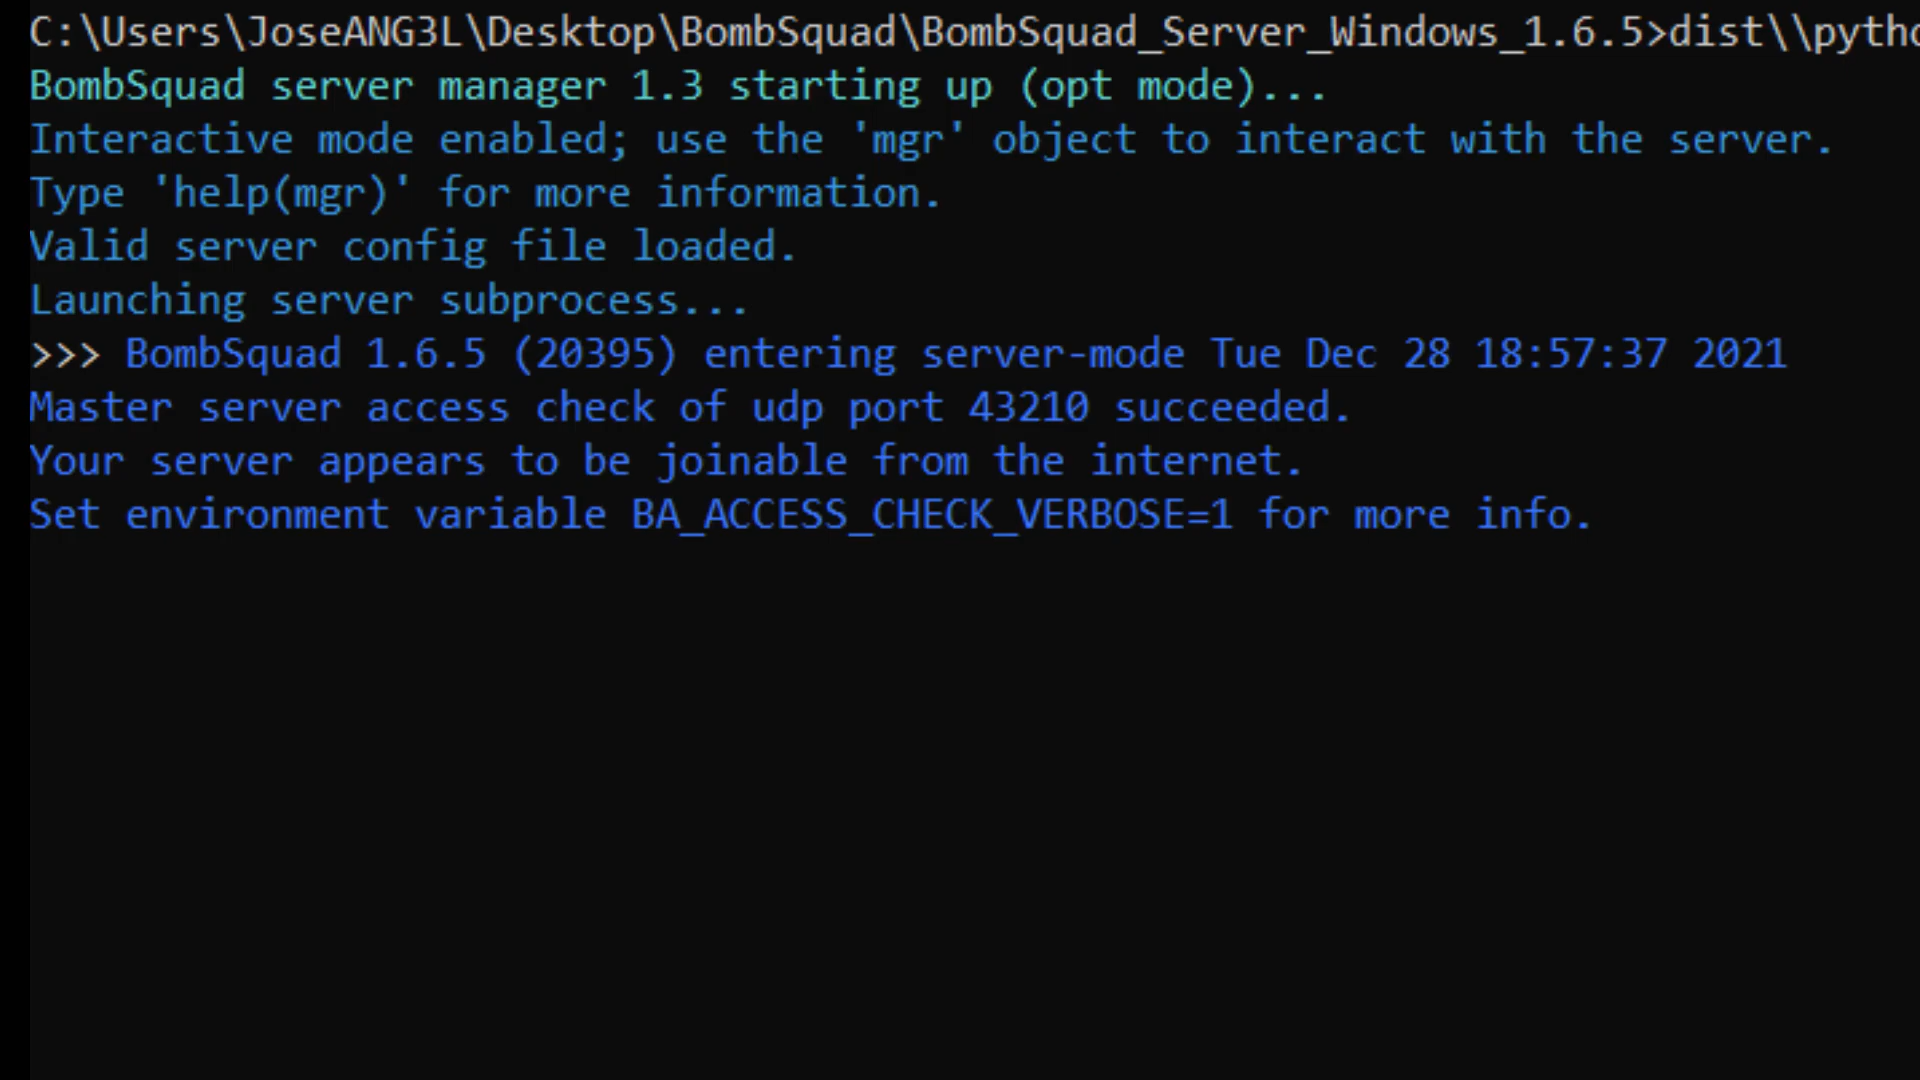 C:\Users\JoseANG3L\Desktop\BombSquad\BombSquad_Server_Windows_1.6.5>dist\\pytho
BombSquad server manager 1.3 starting up (opt mode)...
Interactive mode enabled; use the 'mgr' object to interact with the server.
Type 'help(mgr)' for more information.
Valid server config file loaded.
Launching server subprocess...
>>> BombSquad 1.6.5 (20395) entering server-mode Tue Dec 28 18:57:37 2021
Master server access check of udp port 43210 succeeded.
Your server appears to be joinable from the internet.
Set environment variable BA_ACCESS_CHECK_VERBOSE=1 for more info.